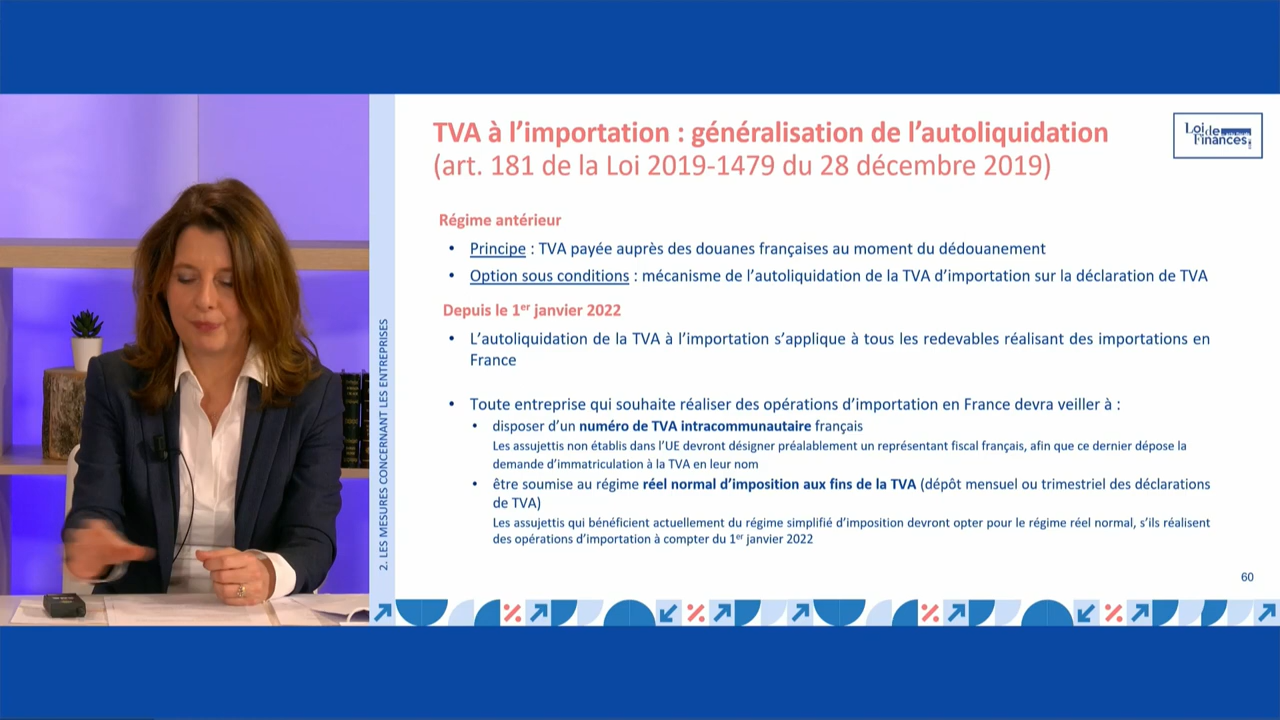 TVA à l’importation : généralisation de l’autoliquidation
(art. 181 de la Loi 2019-1479 du 28 décembre 2019)
Loi de
Finances
Régime antérieur
• Principe : TVA payée auprès des douanes françaises au moment du dédouanement
• Option sous conditions : mécanisme de l’autoliquidation de la TVA d’importation sur la déclaration de TVA
Depuis le 1er janvier 2022
• L’autoliquidation de la TVA à l’importation s’applique à tous les redevables réalisant des importations en
France
• Toute entreprise qui souhaite réaliser des opérations d’importation en France devra veiller à :
• disposer d’un numéro de TVA intracommunautaire français
Les assujettis non établis dans l’UE devront désigner préalablement un représentant fiscal français, afin que ce dernier dépose la
demande d’immatriculation à la TVA en leur nom
• être soumise au régime réel normal d’imposition aux fins de la TVA (dépôt mensuel ou trimestriel des déclarations
de TVA)
Les assujettis qui bénéficient actuellement du régime simplifié d’imposition devront opter pour le régime réel normal, s’ils réalisent
des opérations d’importation à compter du 1er janvier 2022
2. LES MESURES CONCERNANT LES ENTREPRISES
60